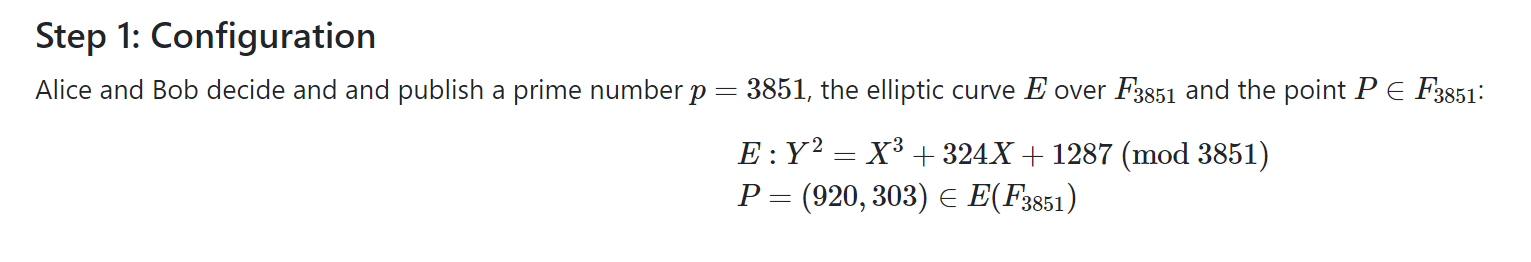 Step 1: Configuration
Alice and Bob decide and and publish a prime number p = 3851, the elliptic curve E over F₃₈₅₁ and the point P ∈ F₃₈₅₁:
E : Y² = X³ + 324X + 1287 (mod 3851)
P = (920, 303) ∈ E(F₃₈₅₁)